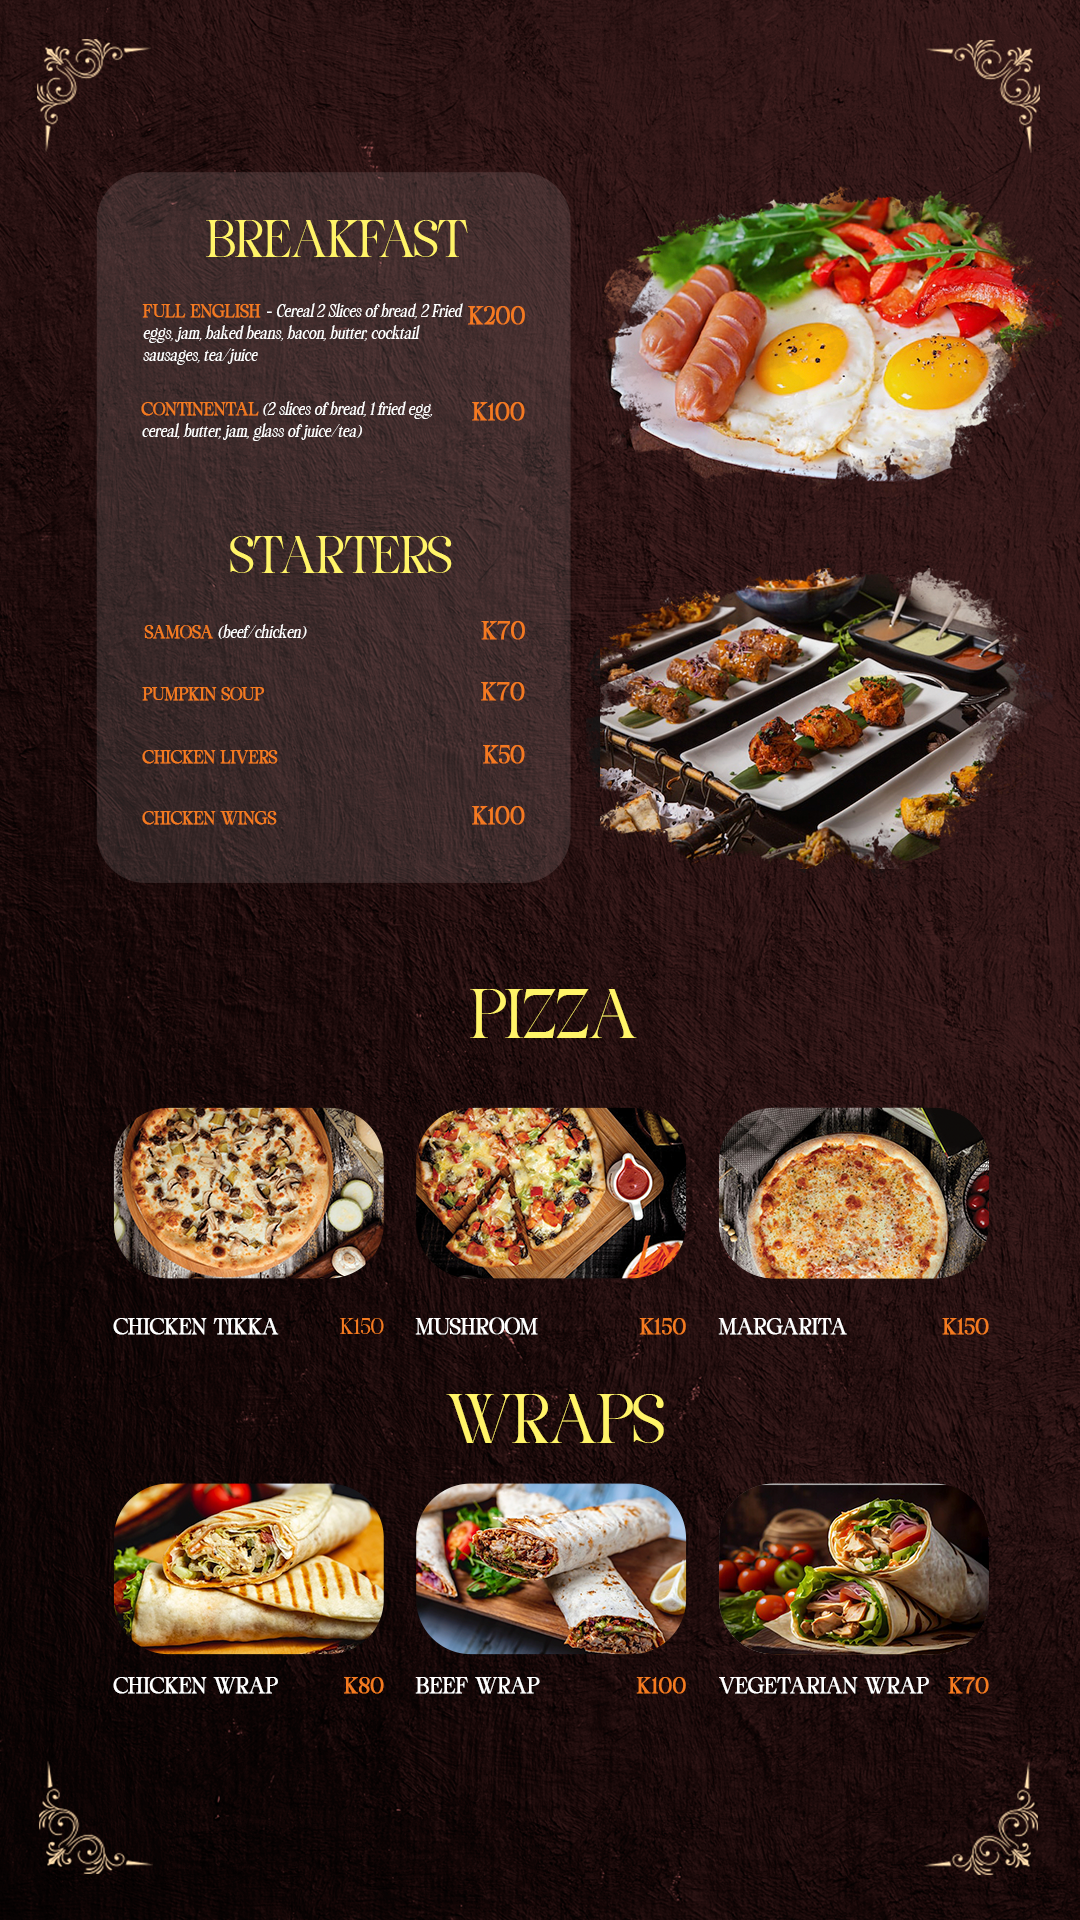 BREAKFAST
FULL ENGLISH - Cereal 2 Slices of bread, 2 Fried K200
eggs, jam, baked beans, bacon, butter, cocktail
sausages, tea/juice
CONTINENTAL (2 slices of bread, 1 fried egg, K100
cereal, butter, jam, glass of juice/tea)
STARTERS
SAMOSA (beef/chicken) K70
PUMPKIN SOUP K70
CHICKEN LIVERS K50
CHICKEN WINGS K100
PIZZA
CHICKEN TIKKA K150 MUSHROOM K150 MARGARITA K150
WRAPS
CHICKEN WRAP K80 BEEF WRAP K100 VEGETARIAN WRAP K70